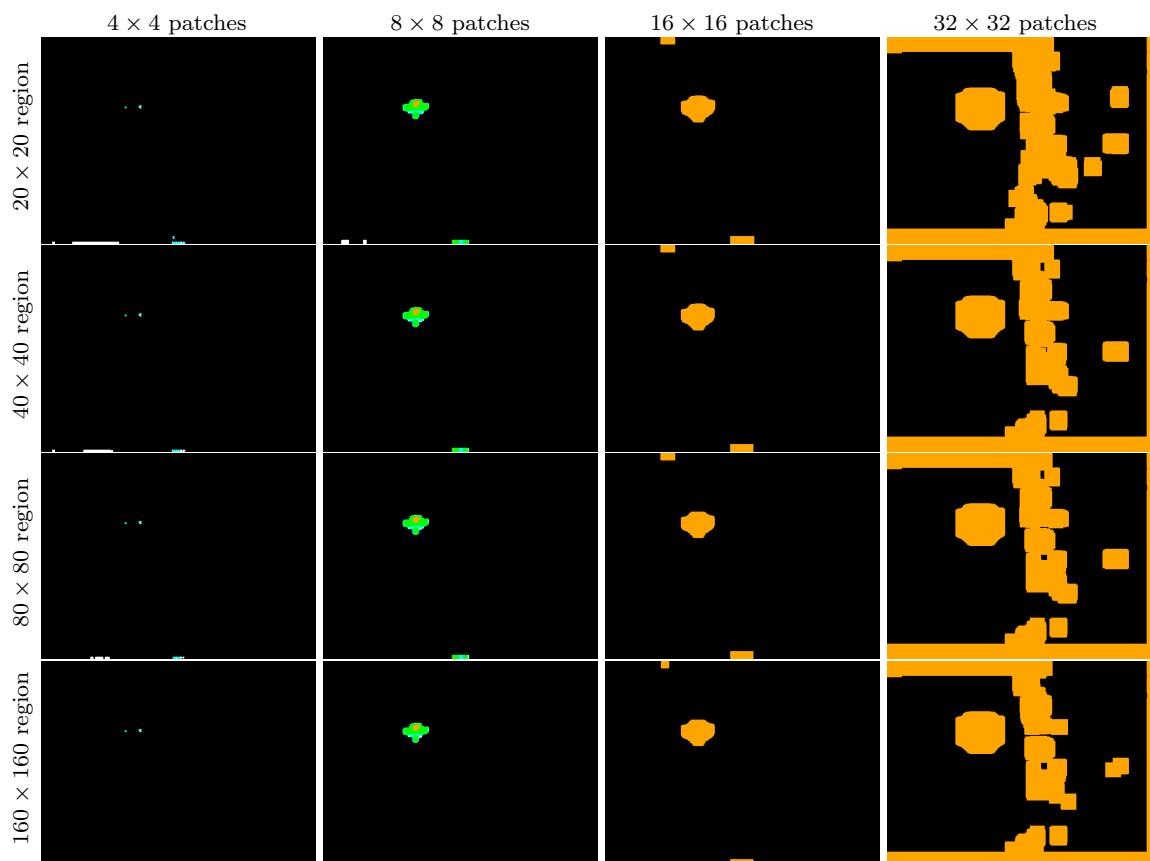 4 × 4 patches
8 × 8 patches
16 × 16 patches
32 × 32 patches
20 × 20 region
40 × 40 region
80 × 80 region
160 × 160 region